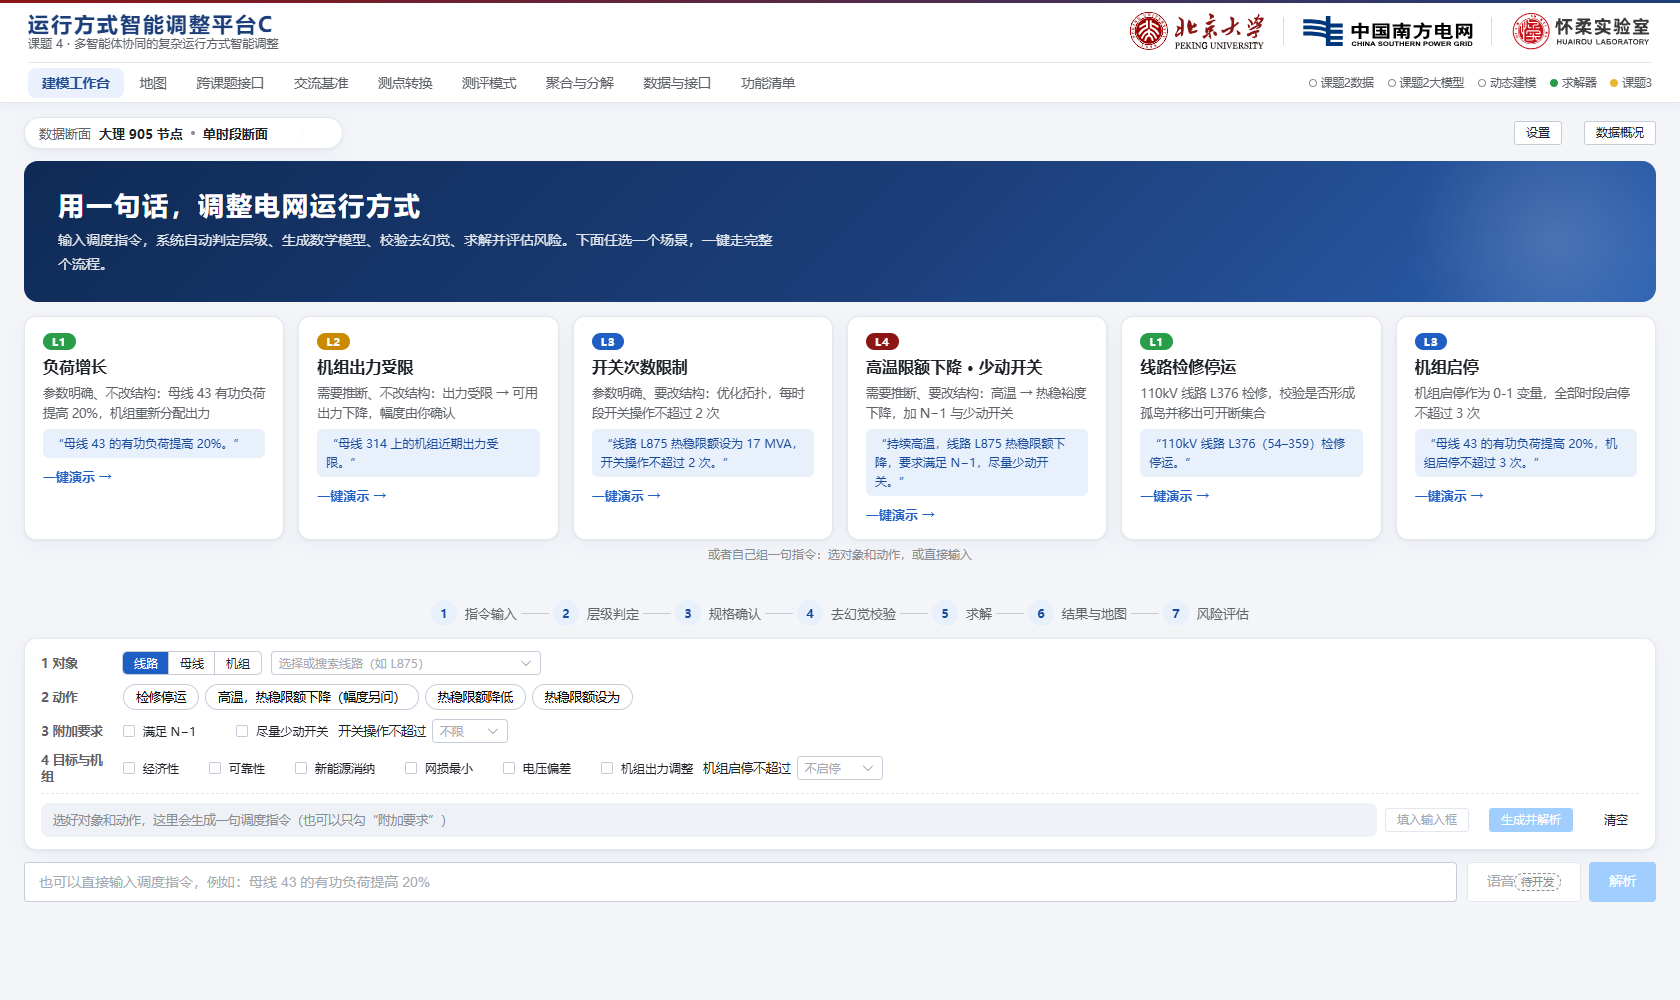 运行方式智能调整平台C
课题 4 · 多智能体协同的复杂运行方式智能调整
北京大学
PEKING UNIVERSITY
中国南方电网
CHINA SOUTHERN POWER GRID
怀柔实验室
HUAIROU LABORATORY
建模工作台 地图 跨课题接口 交流基准 测点转换 测评模式 聚合与分解 数据与接口 功能清单
课题2数据 课题2大模型 动态建模 求解器 课题3
数据断面 大理 905 节点 • 单时段断面
设置 数据概况
用一句话，调整电网运行方式
输入调度指令，系统自动判定层级、生成数学模型、校验去幻觉、求解并评估风险。下面任选一个场景，一键走完整
个流程。
L1
负荷增长
参数明确、不改结构：母线 43 有功负荷
提高 20%，机组重新分配出力
“母线 43 的有功负荷提高 20%。”
一键演示 →
L2
机组出力受限
需要推断、不改结构：出力受限 → 可用
出力下降，幅度由你确认
“母线 314 上的机组近期出力受
限。”
一键演示 →
L3
开关次数限制
参数明确、要改结构：优化拓扑，每时
段开关操作不超过 2 次
“线路 L875 热稳限额设为 17 MVA，
开关操作不超过 2 次。”
一键演示 →
L4
高温限额下降 • 少动开关
需要推断、要改结构：高温 → 热稳裕度
下降，加 N−1 与少动开关
“持续高温，线路 L875 热稳限额下
降，要求满足 N−1，尽量少动开
关。”
一键演示 →
L1
线路检修停运
110kV 线路 L376 检修，校验是否形成
孤岛并移出可开断集合
“110kV 线路 L376（54–359）检修
停运。”
一键演示 →
L3
机组启停
机组启停作为 0-1 变量，全部时段启停
不超过 3 次
“母线 43 的有功负荷提高 20%，机
组启停不超过 3 次。”
一键演示 →
或者自己组一句指令：选对象和动作，或直接输入
1 指令输入 2 层级判定 3 规格确认 4 去幻觉校验 5 求解 6 结果与地图 7 风险评估
1 对象 线路 母线 机组 选择或搜索线路（如 L875）
2 动作 检修停运 高温，热稳限额下降（幅度另问） 热稳限额降低 热稳限额设为
3 附加要求 满足 N−1 尽量少动开关 开关操作不超过 不限
4 目标与机
组 经济性 可靠性 新能源消纳 网损最小 电压偏差 机组出力调整 机组启停不超过 不启停
选好对象和动作，这里会生成一句调度指令（也可以只勾“附加要求”） 填入输入框 生成并解析 清空
也可以直接输入调度指令，例如：母线 43 的有功负荷提高 20% 语音 待开发 解析